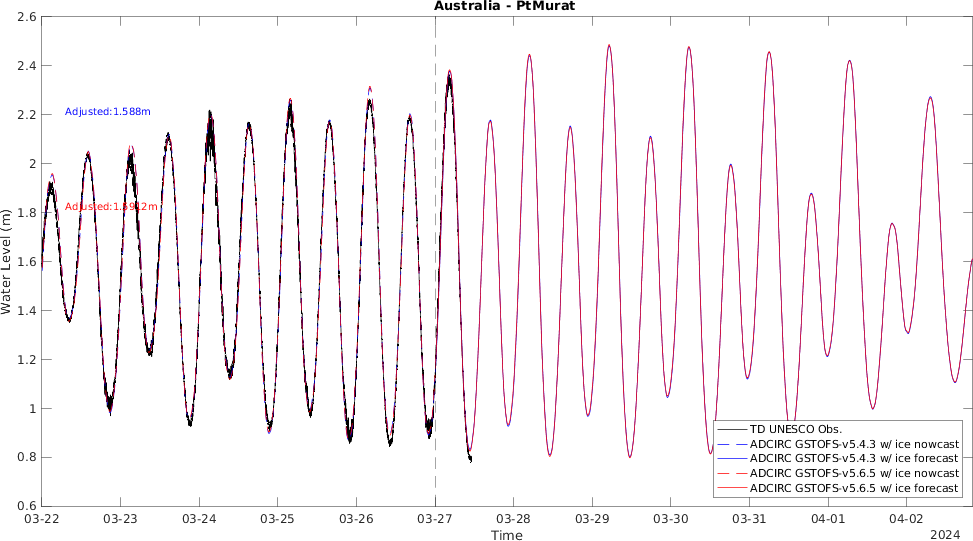 Australia - PtMurat
2.6
2.4
2.2
2
1.8
1.6
1.4
1.2
1
0.8
0.6
Water Level (m)
Adjusted:1.588m
Adjusted:1.5912m
TD UNESCO Obs.
ADCIRC GSTOFS-v5.4.3 w/ ice nowcast
ADCIRC GSTOFS-v5.4.3 w/ ice forecast
ADCIRC GSTOFS-v5.6.5 w/ ice nowcast
ADCIRC GSTOFS-v5.6.5 w/ ice forecast
03-22 03-23 03-24 03-25 03-26 03-27 03-28 03-29 03-30 03-31 04-01 04-02
Time
2024